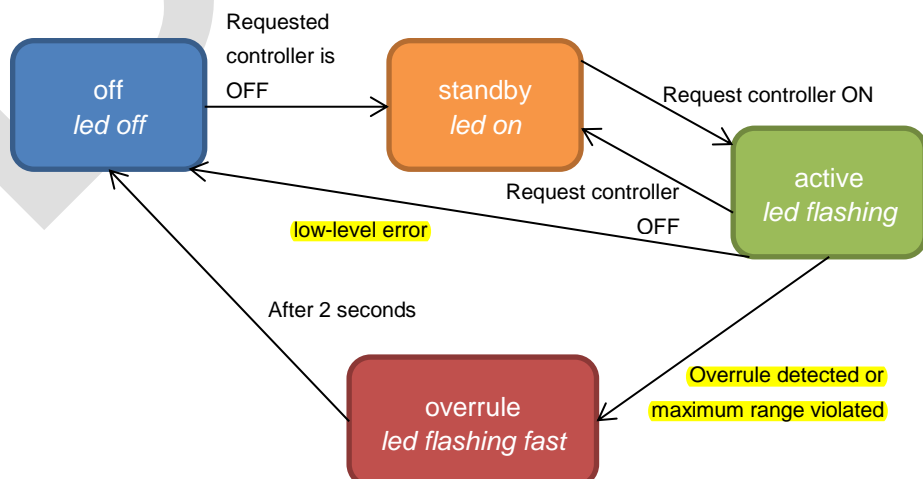 Requested
controller is
OFF
off
led off
standby
led on
Request controller ON
active
led flashing
Request controller
OFF
low-level error
After 2 seconds
Overrule detected or
maximum range violated
overrule
led flashing fast